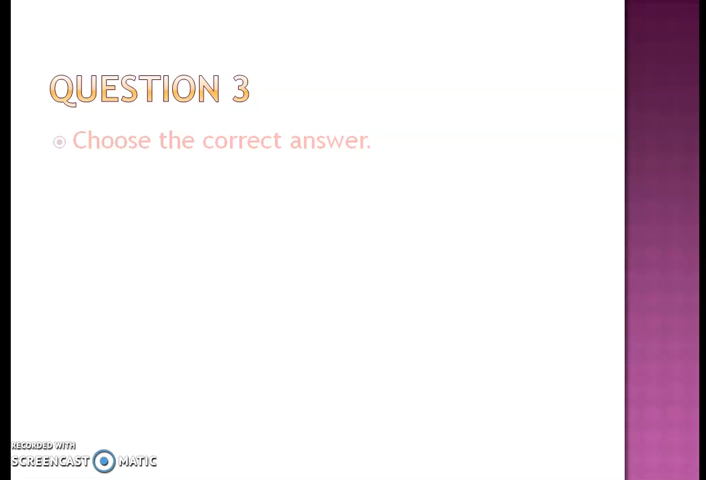 QUESTION 3
Choose the correct answer.
RECORDED WITH
SCREENCAST MATIC